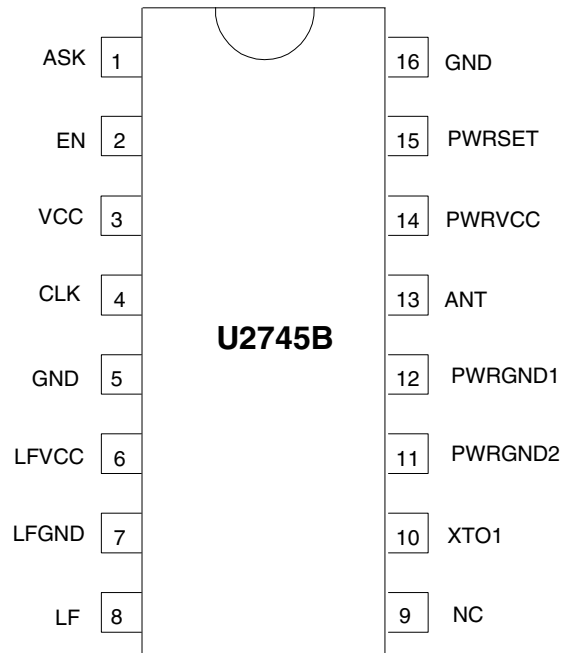 ASK 1 16 GND
EN 2 15 PWRSET
VCC 3 14 PWRVCC
CLK 4 13 ANT
U2745B
GND 5 12 PWRGND1
LFVCC 6 11 PWRGND2
LFGND 7 10 XTO1
LF 8 9 NC